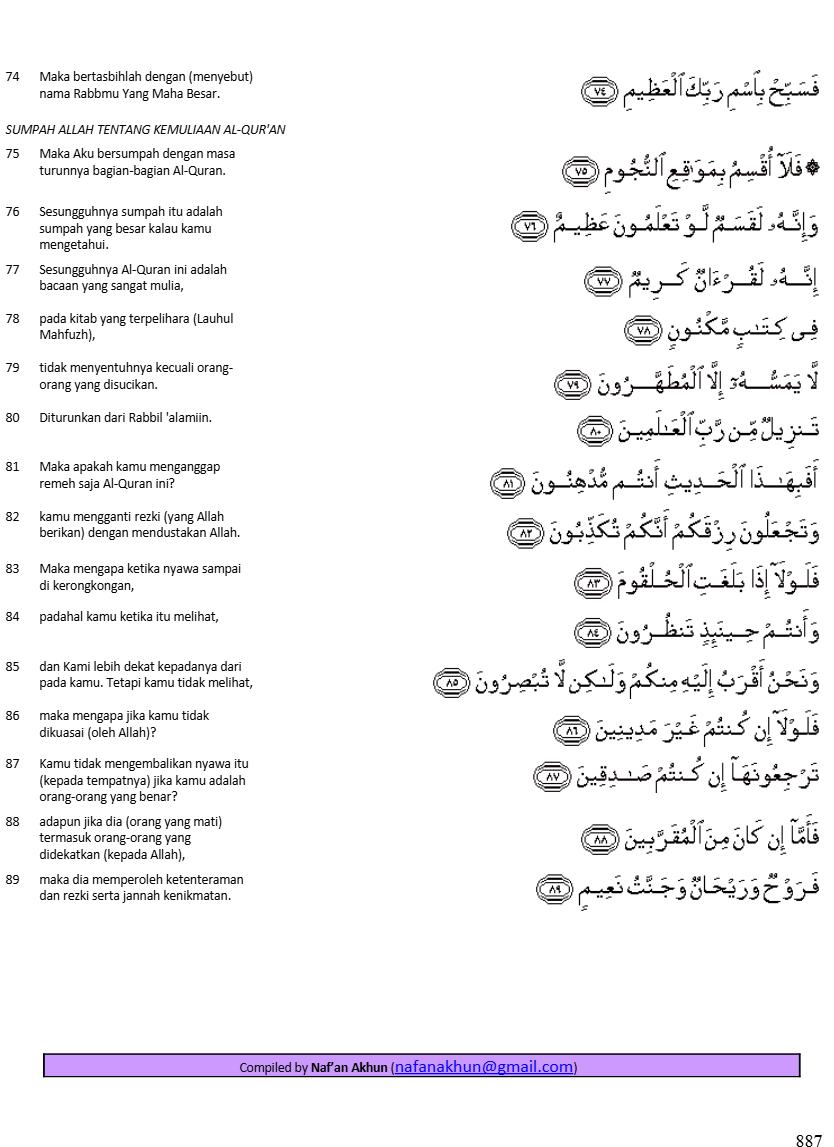 74 Maka bertasbihlah dengan (menyebut)
nama Rabbmu Yang Maha Besar.
فَسَبِّحْ بِٱسْمِ رَبِّكَ ٱلْعَظِيمِ ﴿٧٤﴾
SUMPAH ALLAH TENTANG KEMULIAAN AL-QUR'AN
75 Maka Aku bersumpah dengan masa
turunnya bagian-bagian Al-Quran.
۞ فَلَآ أُقْسِمُ بِمَوَٰقِعِ ٱلنُّجُومِ ﴿٧٥﴾
76 Sesungguhnya sumpah itu adalah
sumpah yang besar kalau kamu
mengetahui.
وَإِنَّهُۥ لَقَسَمٌ لَّوْ تَعْلَمُونَ عَظِيمٌ ﴿٧٦﴾
77 Sesungguhnya Al-Quran ini adalah
bacaan yang sangat mulia,
إِنَّهُۥ لَقُرْءَانٌ كَرِيمٌ ﴿٧٧﴾
78 pada kitab yang terpelihara (Lauhul
Mahfuzh),
فِى كِتَٰبٍ مَّكْنُونٍ ﴿٧٨﴾
79 tidak menyentuhnya kecuali orang-
orang yang disucikan.
لَّا يَمَسُّهُۥٓ إِلَّا ٱلْمُطَهَّرُونَ ﴿٧٩﴾
80 Diturunkan dari Rabbil 'alamiin.
تَنزِيلٌ مِّن رَّبِّ ٱلْعَٰلَمِينَ ﴿٨٠﴾
81 Maka apakah kamu menganggap
remeh saja Al-Quran ini?
أَفَبِهَٰذَا ٱلْحَدِيثِ أَنتُم مُّدْهِنُونَ ﴿٨١﴾
82 kamu mengganti rezki (yang Allah
berikan) dengan mendustakan Allah.
وَتَجْعَلُونَ رِزْقَكُمْ أَنَّكُمْ تُكَذِّبُونَ ﴿٨٢﴾
83 Maka mengapa ketika nyawa sampai
di kerongkongan,
فَلَوْلَآ إِذَا بَلَغَتِ ٱلْحُلْقُومَ ﴿٨٣﴾
84 padahal kamu ketika itu melihat,
وَأَنتُمْ حِينَئِذٍ تَنظُرُونَ ﴿٨٤﴾
85 dan Kami lebih dekat kepadanya dari
pada kamu. Tetapi kamu tidak melihat,
وَنَحْنُ أَقْرَبُ إِلَيْهِ مِنكُمْ وَلَٰكِن لَّا تُبْصِرُونَ ﴿٨٥﴾
86 maka mengapa jika kamu tidak
dikuasai (oleh Allah)?
فَلَوْلَآ إِن كُنتُمْ غَيْرَ مَدِينِينَ ﴿٨٦﴾
87 Kamu tidak mengembalikan nyawa itu
(kepada tempatnya) jika kamu adalah
orang-orang yang benar?
تَرْجِعُونَهَآ إِن كُنتُمْ صَٰدِقِينَ ﴿٨٧﴾
88 adapun jika dia (orang yang mati)
termasuk orang-orang yang
didekatkan (kepada Allah),
فَأَمَّآ إِن كَانَ مِنَ ٱلْمُقَرَّبِينَ ﴿٨٨﴾
89 maka dia memperoleh ketenteraman
dan rezki serta jannah kenikmatan.
فَرَوْحٌ وَرَيْحَانٌ وَجَنَّتُ نَعِيمٍ ﴿٨٩﴾
Compiled by Naf’an Akhun (nafanakhun@gmail.com)
887